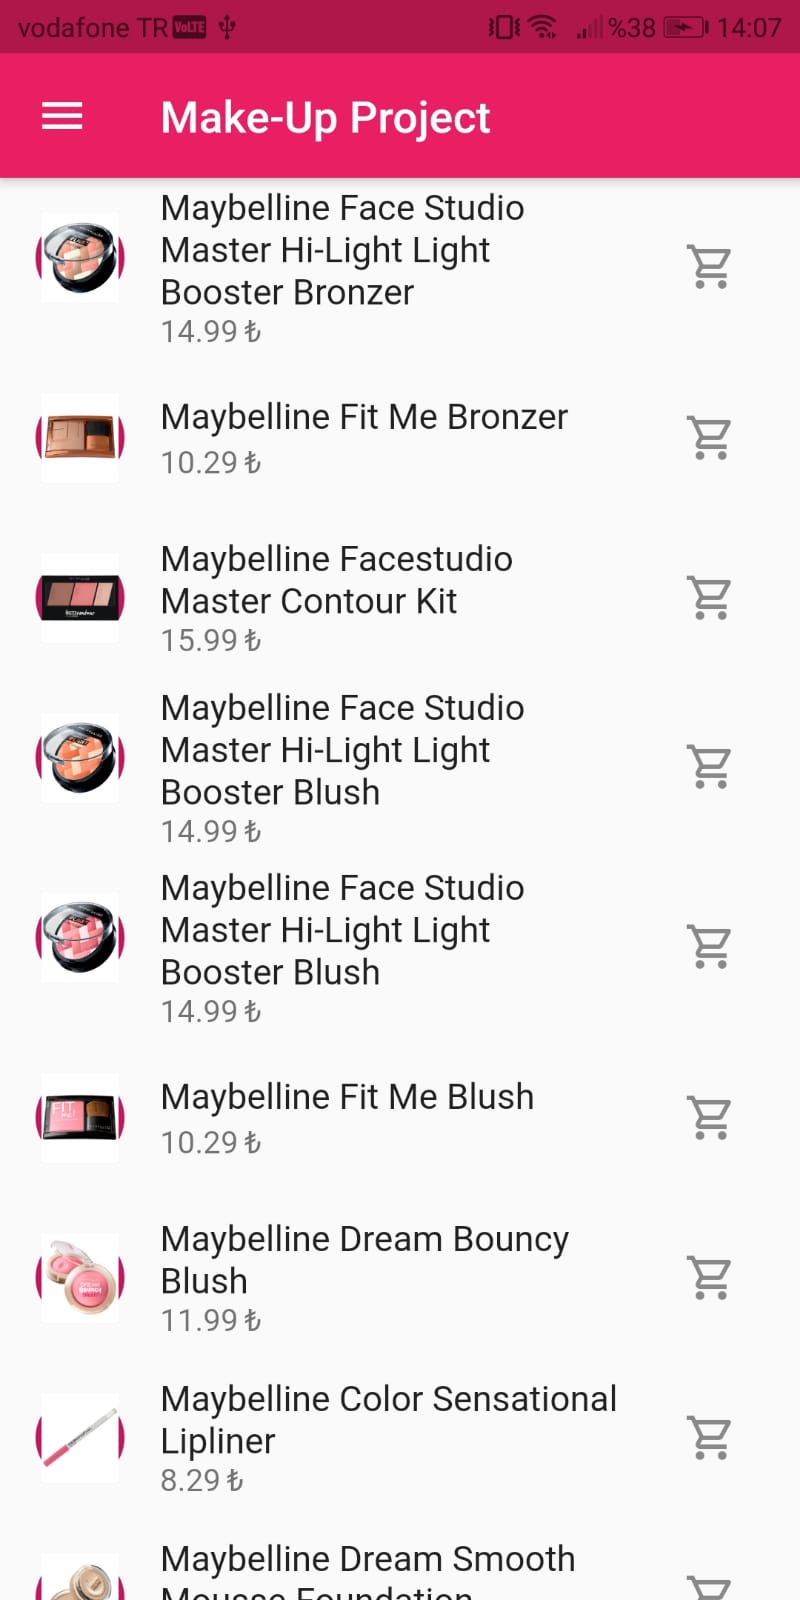 vodafone TR VoLTE %38 14:07
Make-Up Project
Maybelline Face Studio
Master Hi-Light Light
Booster Bronzer
14.99 ₺
Maybelline Fit Me Bronzer
10.29 ₺
Maybelline Facestudio
Master Contour Kit
15.99 ₺
Maybelline Face Studio
Master Hi-Light Light
Booster Blush
14.99 ₺
Maybelline Face Studio
Master Hi-Light Light
Booster Blush
14.99 ₺
Maybelline Fit Me Blush
FIT
10.29 ₺
Maybelline Dream Bouncy
Blush
11.99 ₺
Maybelline Color Sensational
Lipliner
8.29 ₺
Maybelline Dream Smooth
Mousse Foundation